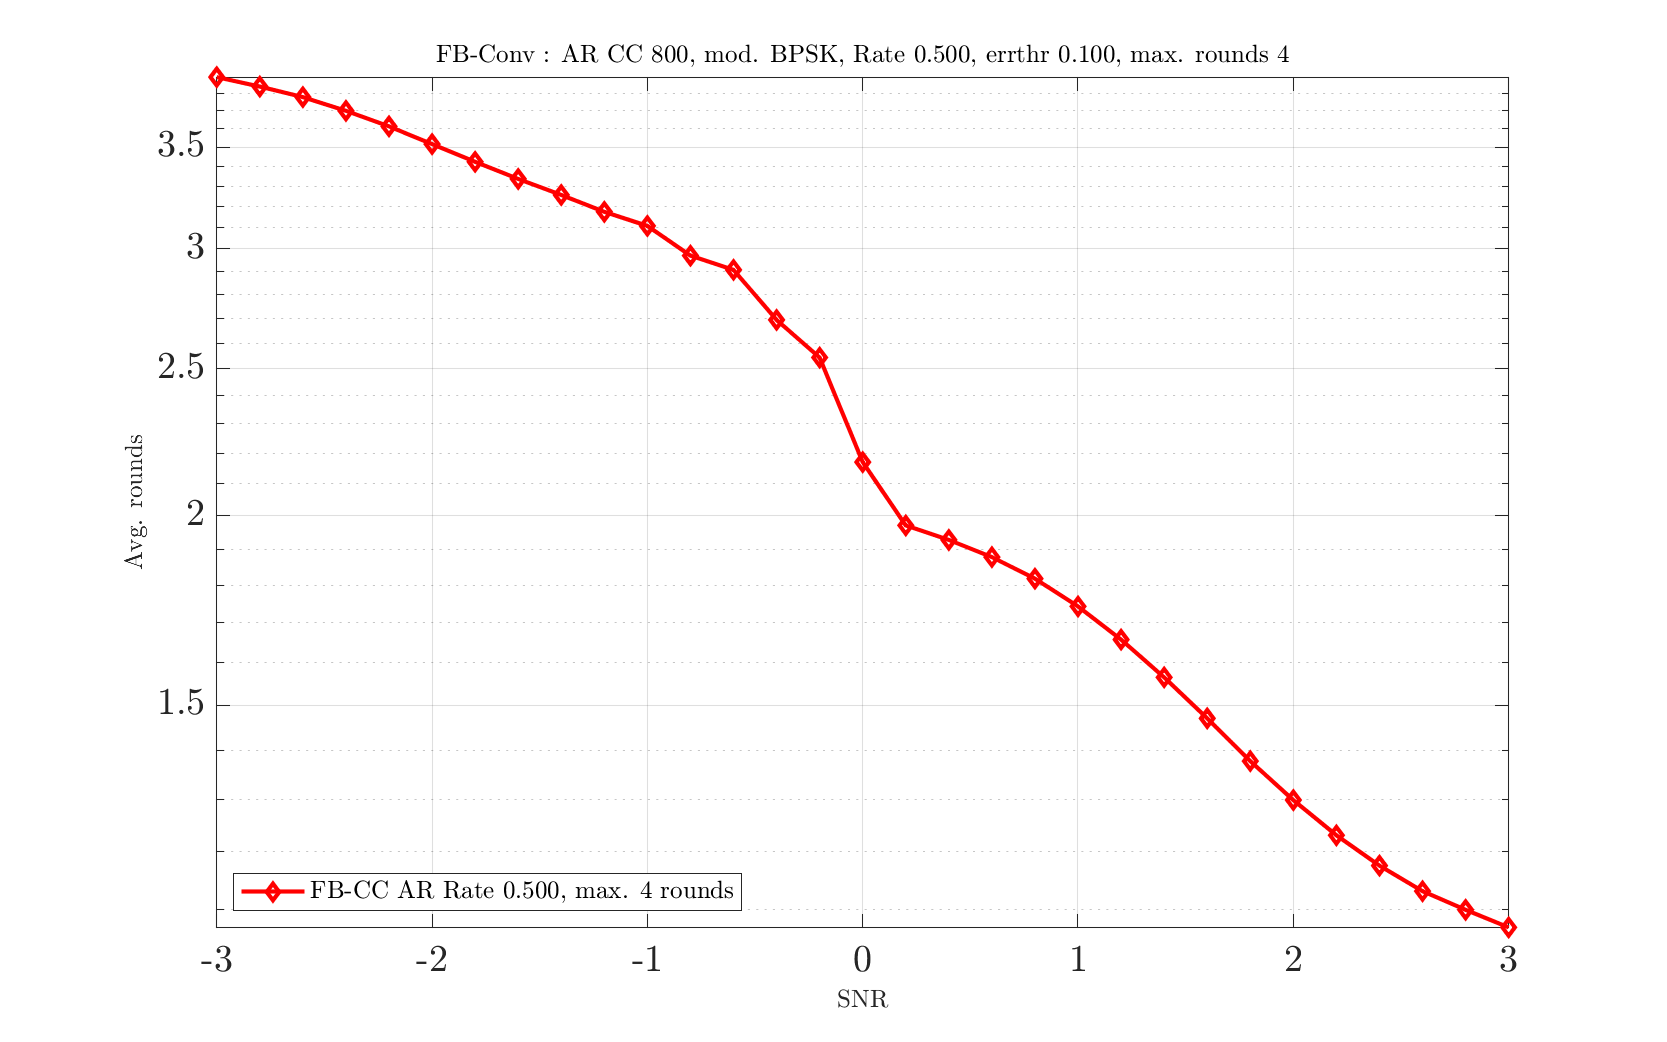 FB-Conv : AR CC 800, mod. BPSK, Rate 0.500, errthr 0.100, max. rounds 4
3.5
3
2.5
2
1.5
Avg. rounds
FB-CC AR Rate 0.500, max. 4 rounds
-3 -2 -1 0 1 2 3
SNR